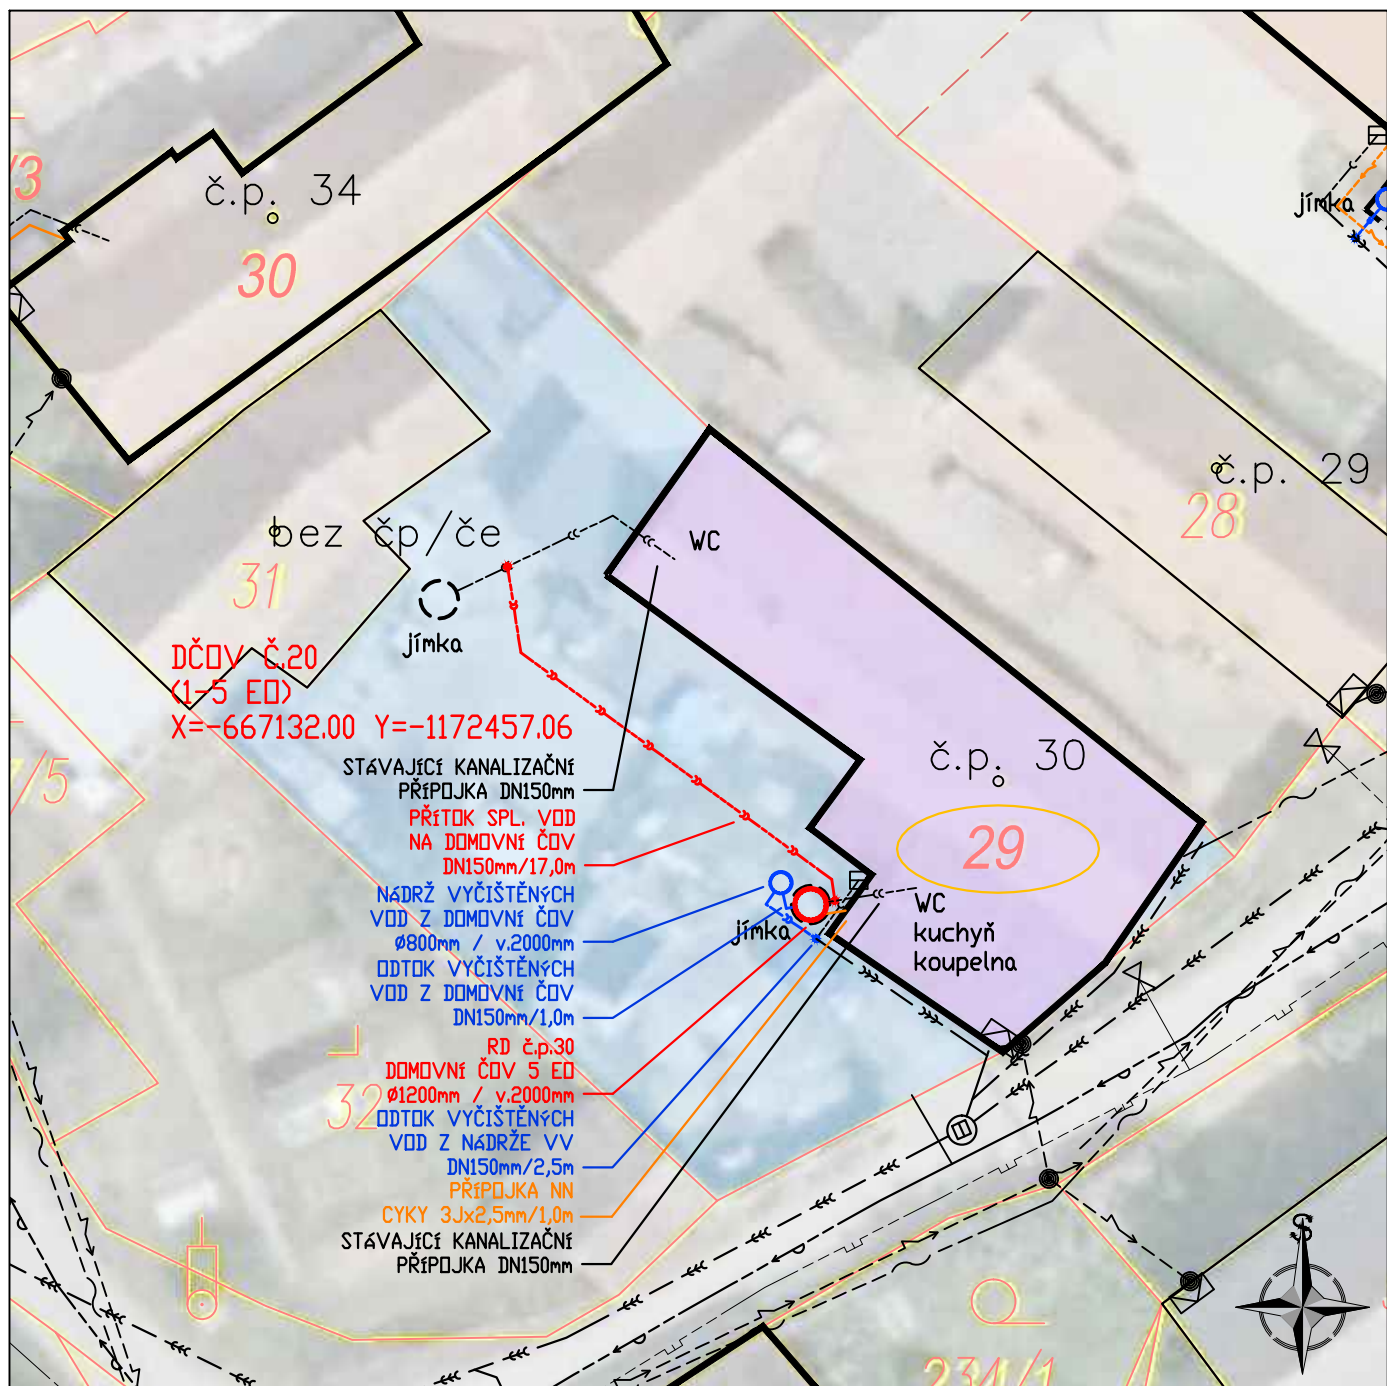 č.p. 34
/3
30
jímka
č.p. 29
28
bez čp/če
31
WC
jímka
DČOV Č.20
(1-5 EO)
X=-667132.00 Y=-1172457.06
/5
STÁVAJÍCÍ KANALIZAČNÍ
PŘÍPOJKA DN150mm
PŘÍTOK SPL. VOD
NA DOMOVNÍ ČOV
DN150mm/17,0m
NÁDRŽ VYČIŠTĚNÝCH
VOD Z DOMOVNÍ ČOV
Ø800mm / v.2000mm
ODTOK VYČIŠTĚNÝCH
VOD Z DOMOVNÍ ČOV
DN150mm/1,0m
RD č.p.30
DOMOVNÍ ČOV 5 EO
Ø1200mm / v.2000mm
ODTOK VYČIŠTĚNÝCH
VOD Z NÁDRŽE VV
DN150mm/2,5m
PŘÍPOJKA NN
CYKY 3Jx2,5mm/1,0m
STÁVAJÍCÍ KANALIZAČNÍ
PŘÍPOJKA DN150mm
č.p. 30
29
jímka
WC
kuchyň
koupelna
32
S
234/1